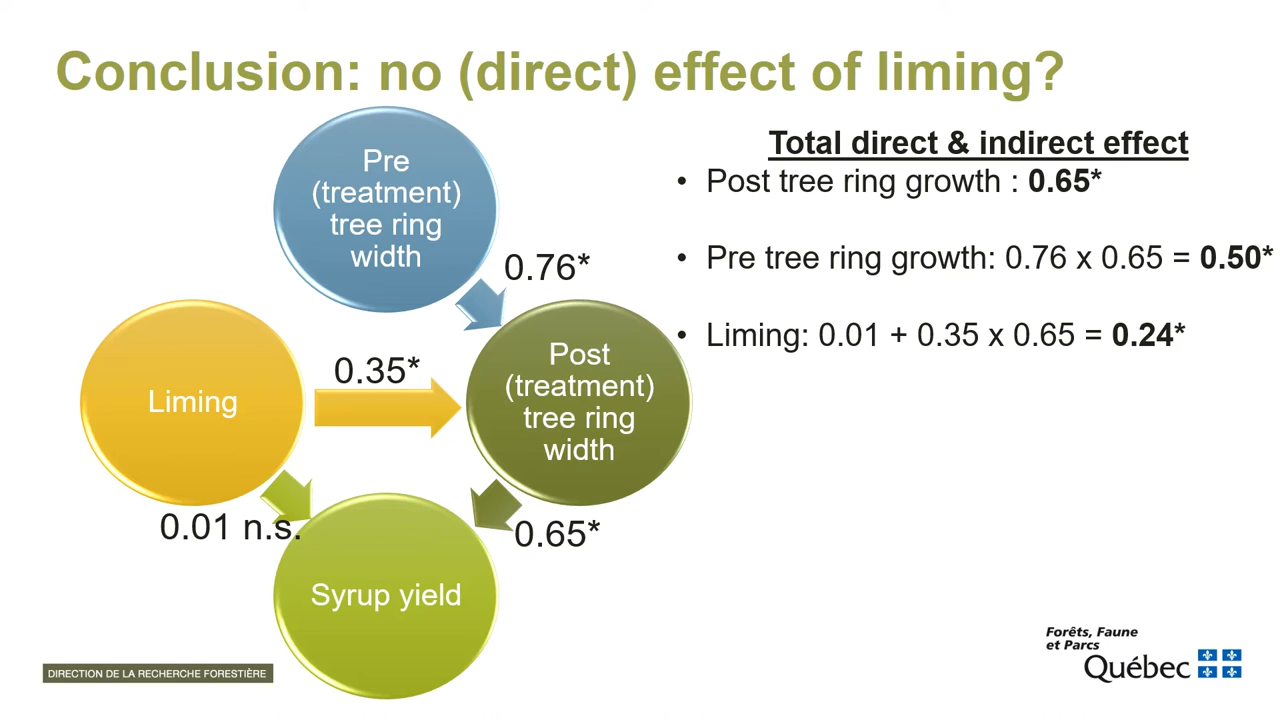 Conclusion: no (direct) effect of liming?
Pre
(treatment)
tree ring
width
0.76*
Liming
0.35*
Post
(treatment)
tree ring
width
0.01 n.s.
0.65*
Syrup yield
Total direct & indirect effect
• Post tree ring growth : 0.65*
• Pre tree ring growth: 0.76 x 0.65 = 0.50*
• Liming: 0.01 + 0.35 x 0.65 = 0.24*
DIRECTION DE LA RECHERCHE FORESTIÈRE
Forêts, Faune
et Parcs
Québec